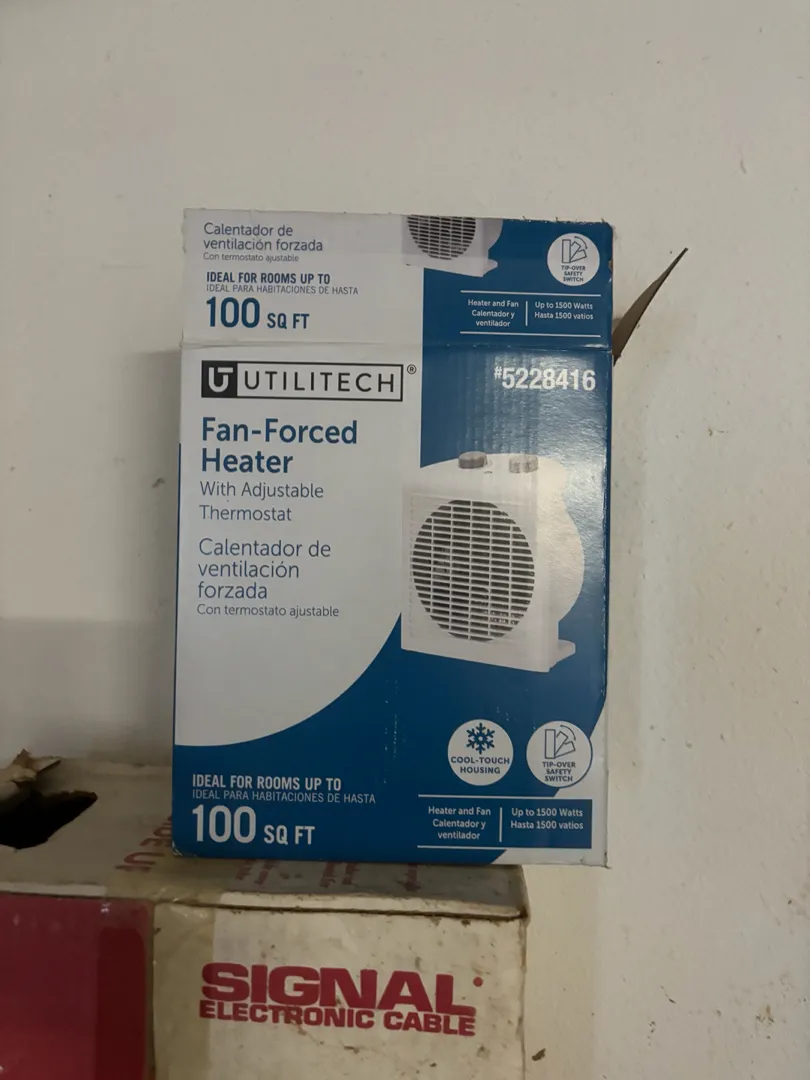 Calentador de
ventilación forzada
Con termostato ajustable
IDEAL FOR ROOMS UP TO
IDEAL PARA HABITACIONES DE HASTA
100 SQ FT
TIP-OVER
SAFETY
SWITCH
Heater and Fan
Calentador y
ventilador
Up to 1500 Watts
Hasta 1500 vatios
UTILITECH®
#5228416
Fan-Forced
Heater
With Adjustable
Thermostat
Calentador de
ventilación
forzada
Con termostato ajustable
COOL-TOUCH
HOUSING
TIP-OVER
SAFETY
SWITCH
IDEAL FOR ROOMS UP TO
IDEAL PARA HABITACIONES DE HASTA
100 SQ FT
Heater and Fan
Calentador y
ventilador
Up to 1500 Watts
Hasta 1500 vatios
SIGNAL
ELECTRONIC CABLE